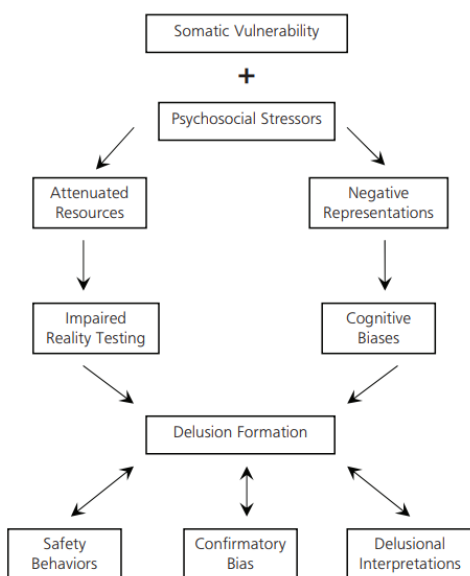 Somatic Vulnerability
+
Psychosocial Stressors
Attenuated
Resources
Negative
Representations
Impaired
Reality Testing
Cognitive
Biases
Delusion Formation
Safety
Behaviors
Confirmatory
Bias
Delusional
Interpretations